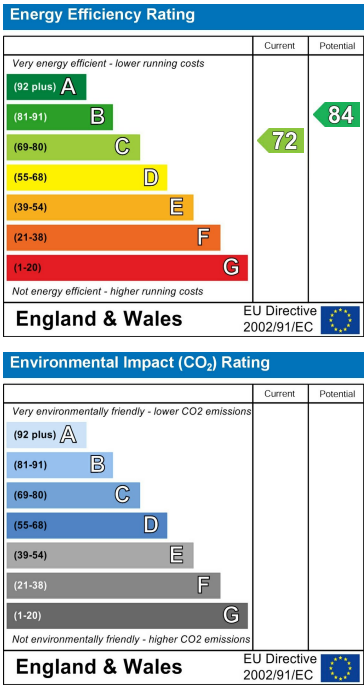 Energy Efficiency Rating
Current Potential
Very energy efficient - lower running costs
(92 plus) A
(81-91) B
(69-80) C
(55-68) D
(39-54) E
(21-38) F
(1-20) G
72
84
Not energy efficient - higher running costs
England & Wales
EU Directive
2002/91/EC
Environmental Impact (CO₂) Rating
Current Potential
Very environmentally friendly - lower CO2 emissions
(92 plus) A
(81-91) B
(69-80) C
(55-68) D
(39-54) E
(21-38) F
(1-20) G
Not environmentally friendly - higher CO2 emissions
England & Wales
EU Directive
2002/91/EC